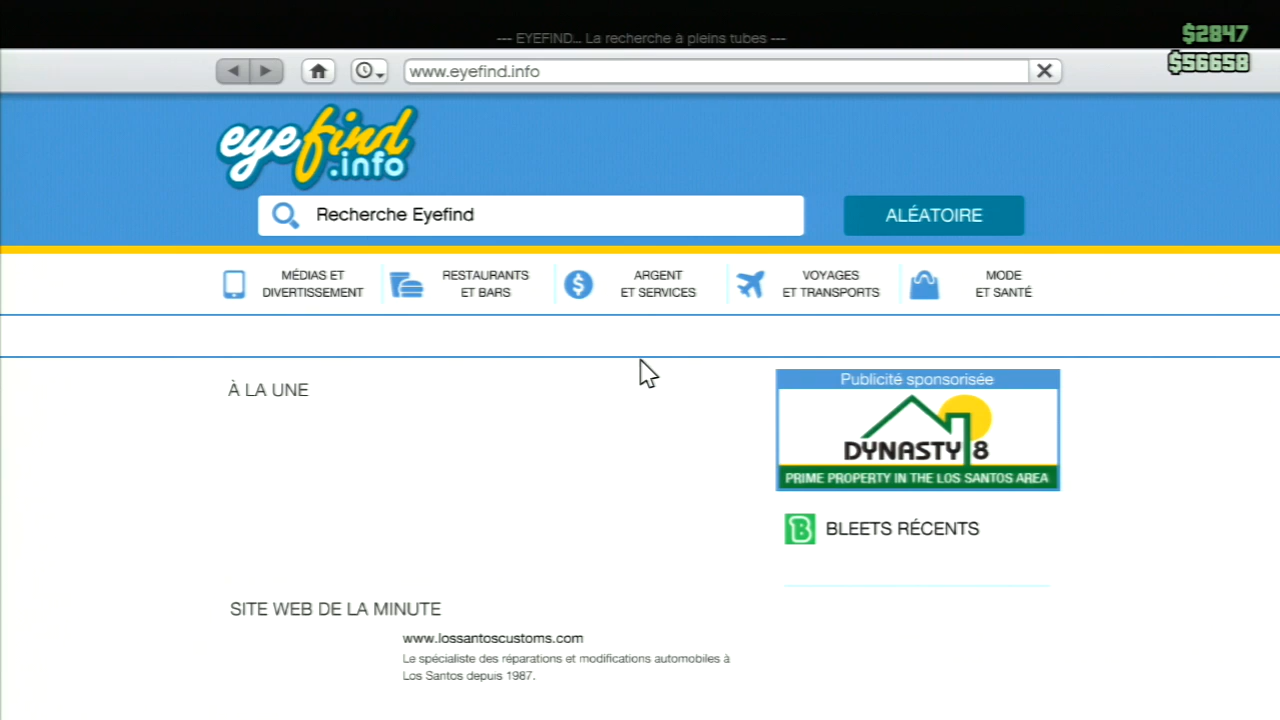 --- EYEFIND... La recherche à pleins tubes ---
$2847
$56658
www.eyefind.info
eyefind
.info
Recherche Eyefind
ALÉATOIRE
MÉDIAS ET
DIVERTISSEMENT
RESTAURANTS
ET BARS
ARGENT
ET SERVICES
VOYAGES
ET TRANSPORTS
MODE
ET SANTÉ
À LA UNE
Publicité sponsorisée
DYNASTY 8
PRIME PROPERTY IN THE LOS SANTOS AREA
B BLEETS RÉCENTS
SITE WEB DE LA MINUTE
www.lossantoscustoms.com
Le spécialiste des réparations et modifications automobiles à
Los Santos depuis 1987.